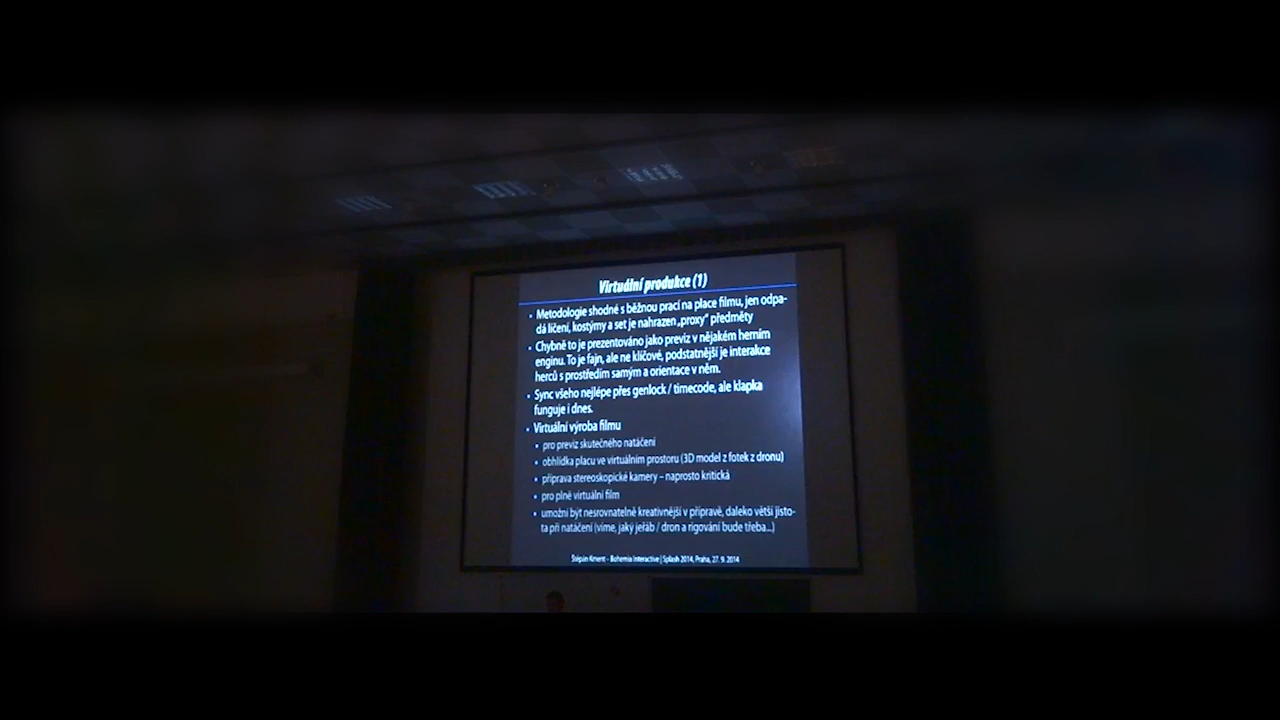 Virtuální produkce (1)
• Metodologie shodné s běžnou prací na place filmu, jen odpa-
dá líčení, kostýmy a set je nahrazen „proxy“ předměty
• Chybně to je prezentováno jako previz v nějakém herním
enginu. To je fajn, ale ne klíčové, podstatnější je interakce
herců s prostředím samým a orientace v něm.
• Sync všeho nejlépe přes genlock / timecode, ale klapka
funguje i dnes.
• Virtuální výroba filmu
• pro previz skutečného natáčení
• obhlídka placu ve virtuálním prostoru (3D model z fotek z dronu)
• příprava stereoskopické kamery – naprosto kritická
• pro plně virtuální film
• umožní být nesrovnatelně kreativnější v přípravě, daleko větší jisto-
ta při natáčení (víme, jaký jeřáb / dron a rigování bude třeba...)
Štěpán Kment – Bohemia Interactive | Splash 2014, Praha, 27. 9. 2014